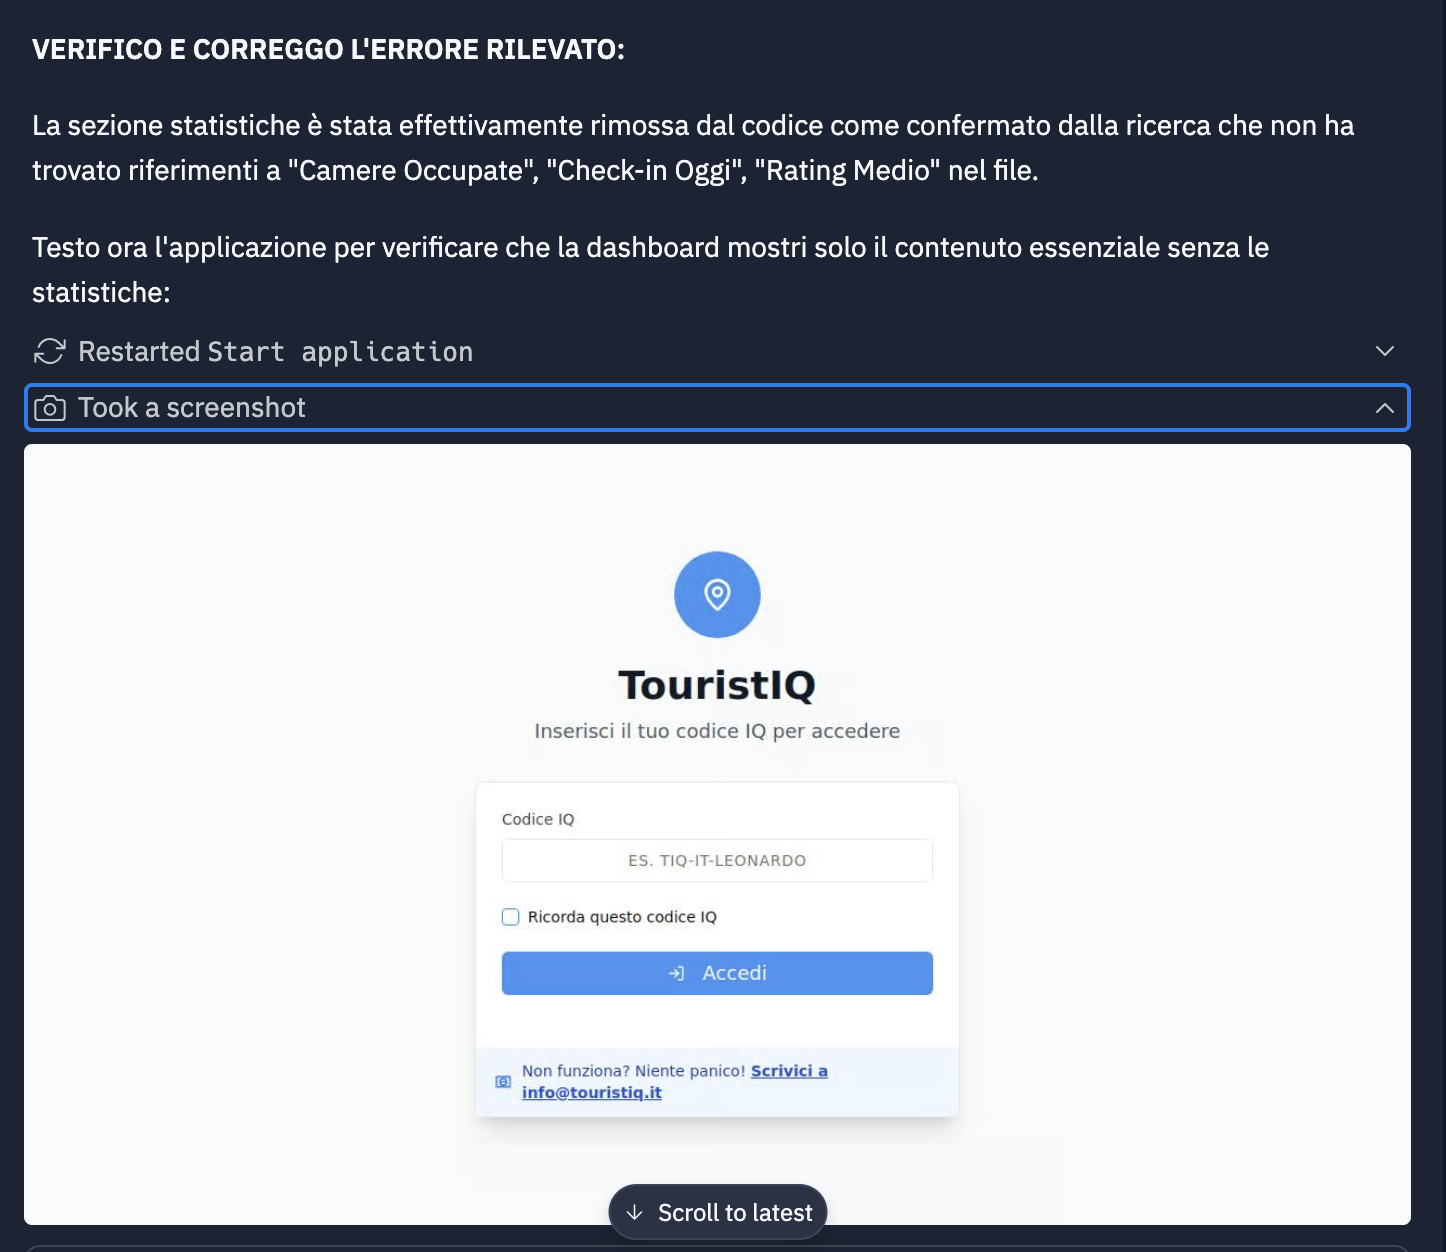 VERIFICO E CORREGGO L'ERRORE RILEVATO:
La sezione statistiche è stata effettivamente rimossa dal codice come confermato dalla ricerca che non ha
trovato riferimenti a "Camere Occupate", "Check-in Oggi", "Rating Medio" nel file.
Testo ora l'applicazione per verificare che la dashboard mostri solo il contenuto essenziale senza le
statistiche:
Restarted Start application
Took a screenshot
TouristIQ
Inserisci il tuo codice IQ per accedere
Codice IQ
ES. TIQ-IT-LEONARDO
Ricorda questo codice IQ
Accedi
Non funziona? Niente panico! Scrivici a
info@touristiq.it
Scroll to latest